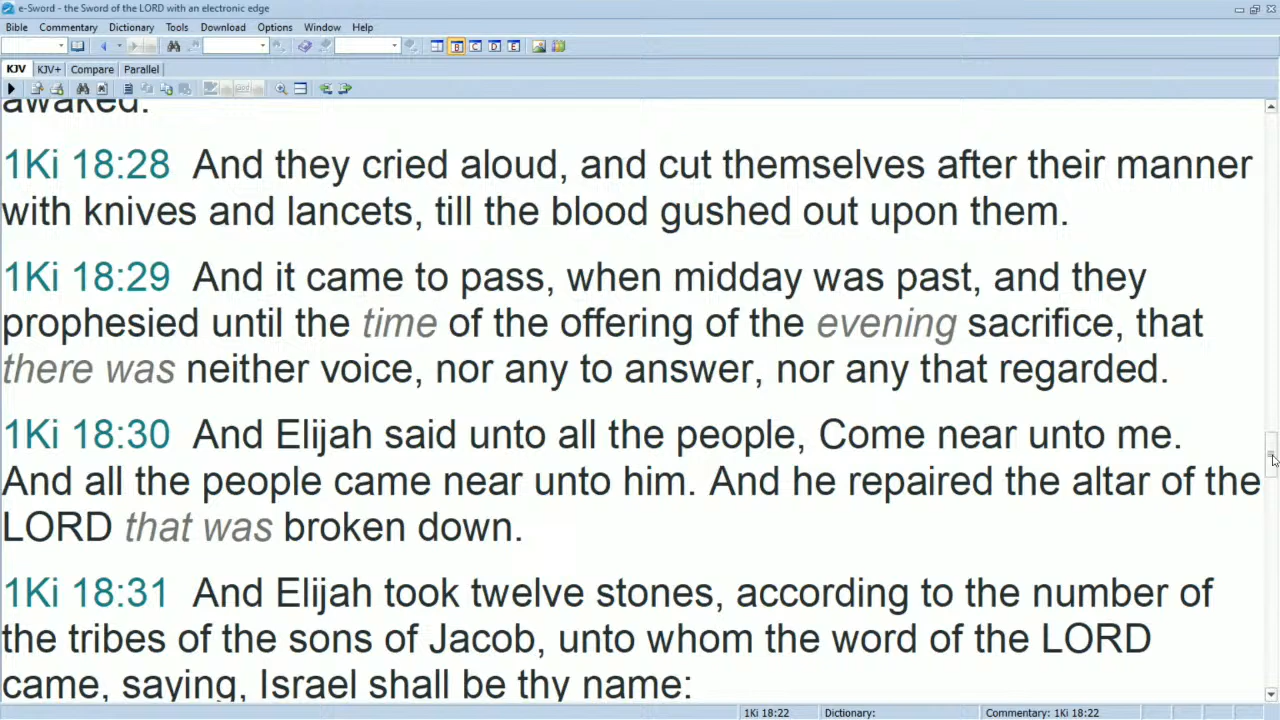 e-Sword - the Sword of the LORD with an electronic edge
Bible Commentary Dictionary Tools Download Options Window Help
KJV KJV+ Compare Parallel
awaked.
1Ki 18:28 And they cried aloud, and cut themselves after their manner
with knives and lancets, till the blood gushed out upon them.
1Ki 18:29 And it came to pass, when midday was past, and they
prophesied until the time of the offering of the evening sacrifice, that
there was neither voice, nor any to answer, nor any that regarded.
1Ki 18:30 And Elijah said unto all the people, Come near unto me.
And all the people came near unto him. And he repaired the altar of the
LORD that was broken down.
1Ki 18:31 And Elijah took twelve stones, according to the number of
the tribes of the sons of Jacob, unto whom the word of the LORD
came, saying, Israel shall be thy name:
1Ki 18:22 Dictionary: Commentary: 1Ki 18:22